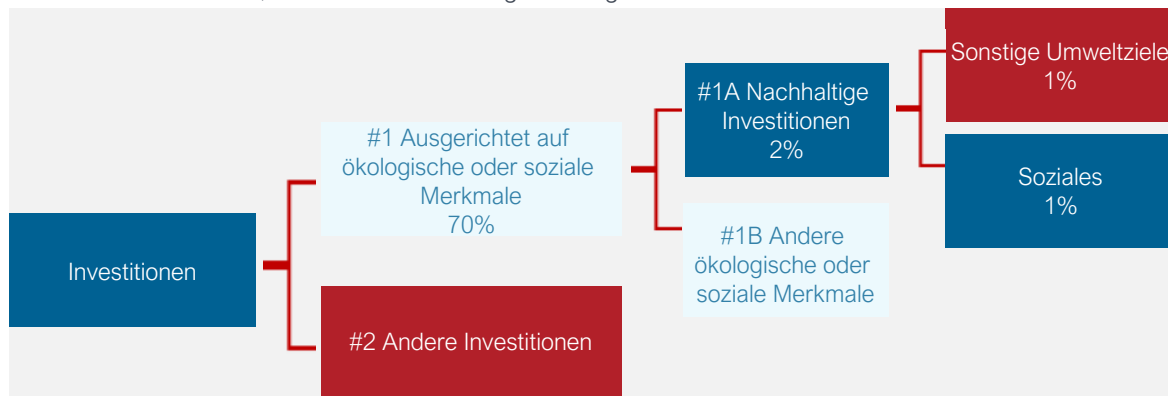 Investitionen
#1 Ausgerichtet auf
ökologische oder soziale
Merkmale
70%
#2 Andere Investitionen
#1A Nachhaltige
Investitionen
2%
#1B Andere
ökologische oder
soziale Merkmale
Sonstige Umweltziele
1%
Soziales
1%